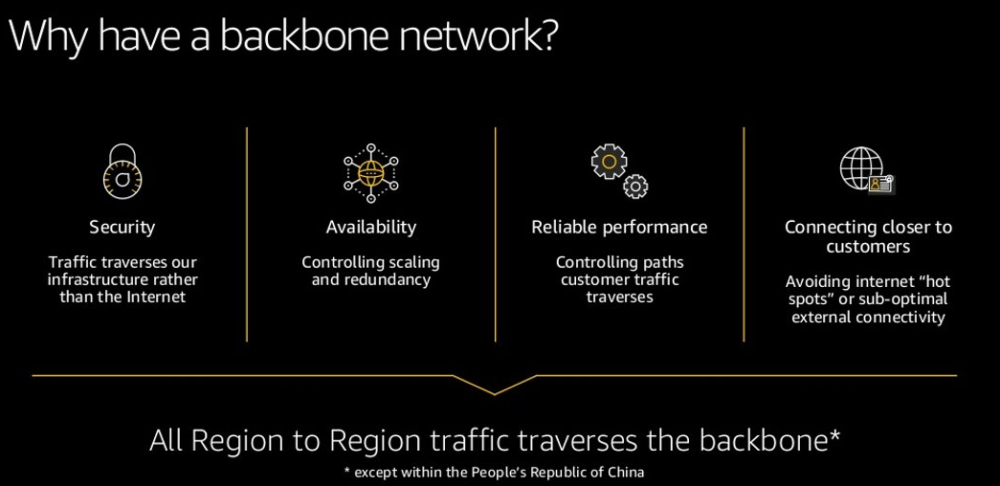 Why have a backbone network?
Security
Traffic traverses our
infrastructure rather
than the Internet
Availability
Controlling scaling
and redundancy
Reliable performance
Controlling paths
customer traffic
traverses
Connecting closer to
customers
Avoiding internet “hot
spots” or sub-optimal
external connectivity
All Region to Region traffic traverses the backbone*
* except within the People’s Republic of China